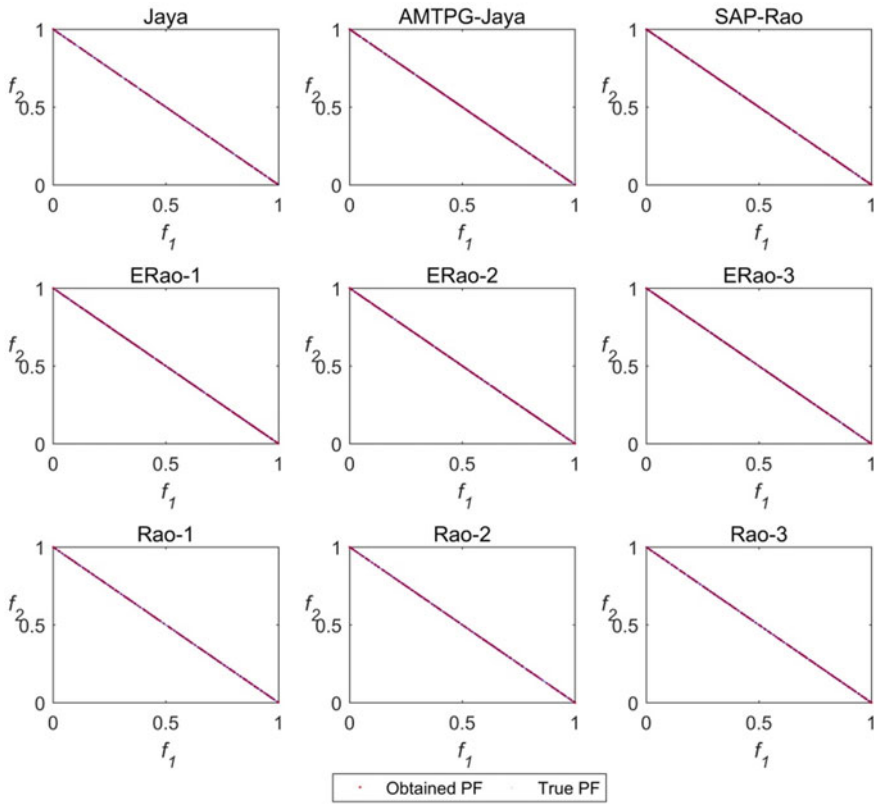 Jaya AMTPG-Jaya SAP-Rao
1 1 1
f2 f2 f2
0.5 0.5 0.5
0 0 0
0 0.5 1 0 0.5 1 0 0.5 1
f1 f1 f1
ERao-1 ERao-2 ERao-3
1 1 1
f2 f2 f2
0.5 0.5 0.5
0 0 0
0 0.5 1 0 0.5 1 0 0.5 1
f1 f1 f1
Rao-1 Rao-2 Rao-3
1 1 1
f2 f2 f2
0.5 0.5 0.5
0 0 0
0 0.5 1 0 0.5 1 0 0.5 1
f1 f1 f1
Obtained PF True PF